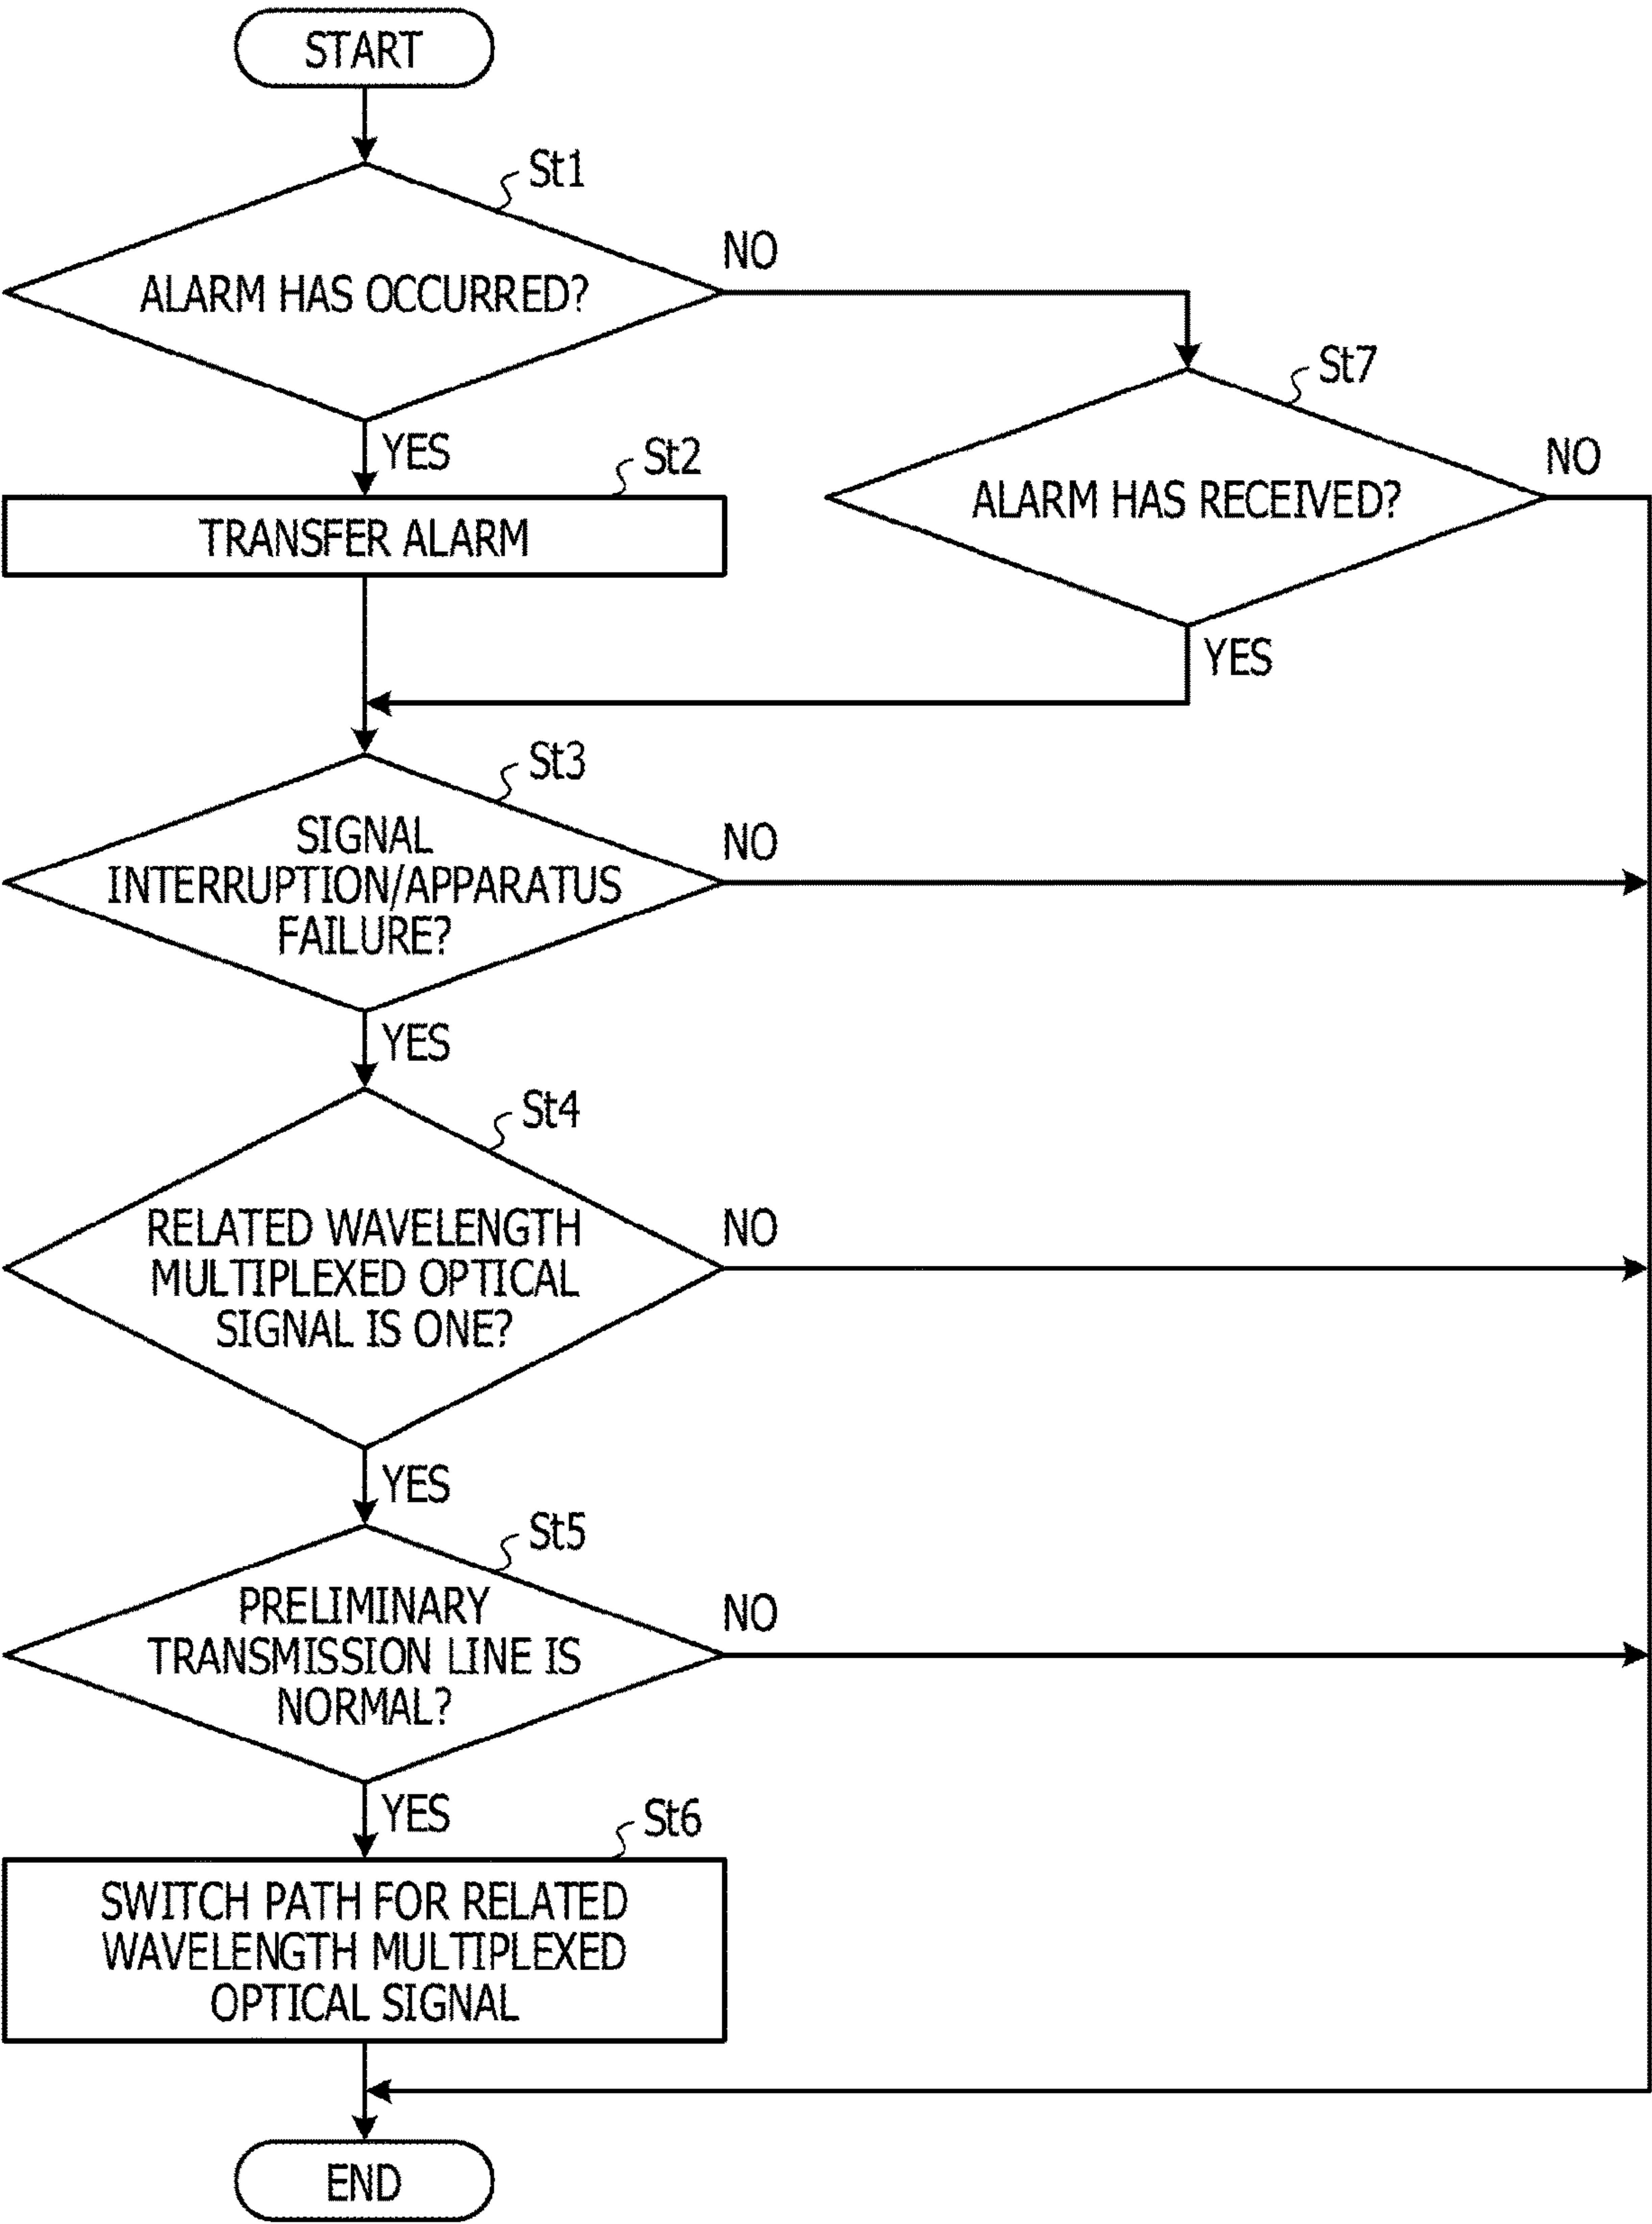 START
St1
NO
ALARM HAS OCCURRED?
St7
YES
NO
St2
ALARM HAS RECEIVED?
TRANSFER ALARM
YES
St3
SIGNAL
NO
INTERRUPTION/APPARATUS
FAILURE?
YES
St4
RELATED WAVELENGTH
NO
MULTIPLEXED OPTICAL
SIGNAL IS ONE?
YES
St5
PRELIMINARY
NO
TRANSMISSION LINE IS
NORMAL?
YES
St6
SWITCH PATH FOR RELATED
WAVELENGTH MULTIPLEXED
OPTICAL SIGNAL
END